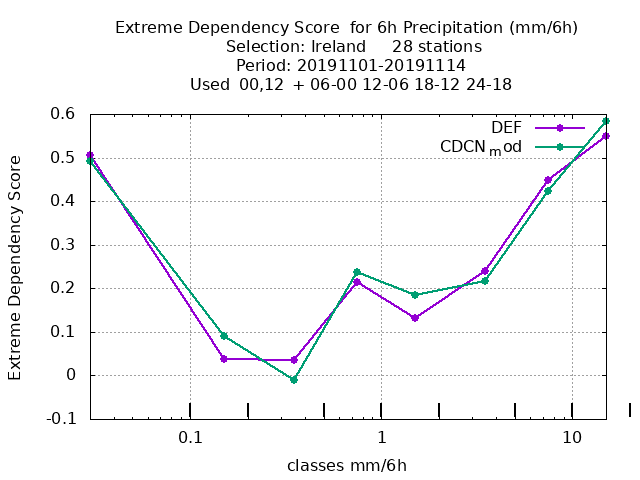 Extreme Dependency Score  for 6h Precipitation (mm/6h)
Selection: Ireland     28 stations
Period: 20191101-20191114
Used  00,12  + 06-00 12-06 18-12 24-18
0.6
0.5
0.4
0.3
0.2
0.1
0
-0.1
Extreme Dependency Score
DEF
CDCNmod
0.1
1
10
classes mm/6h